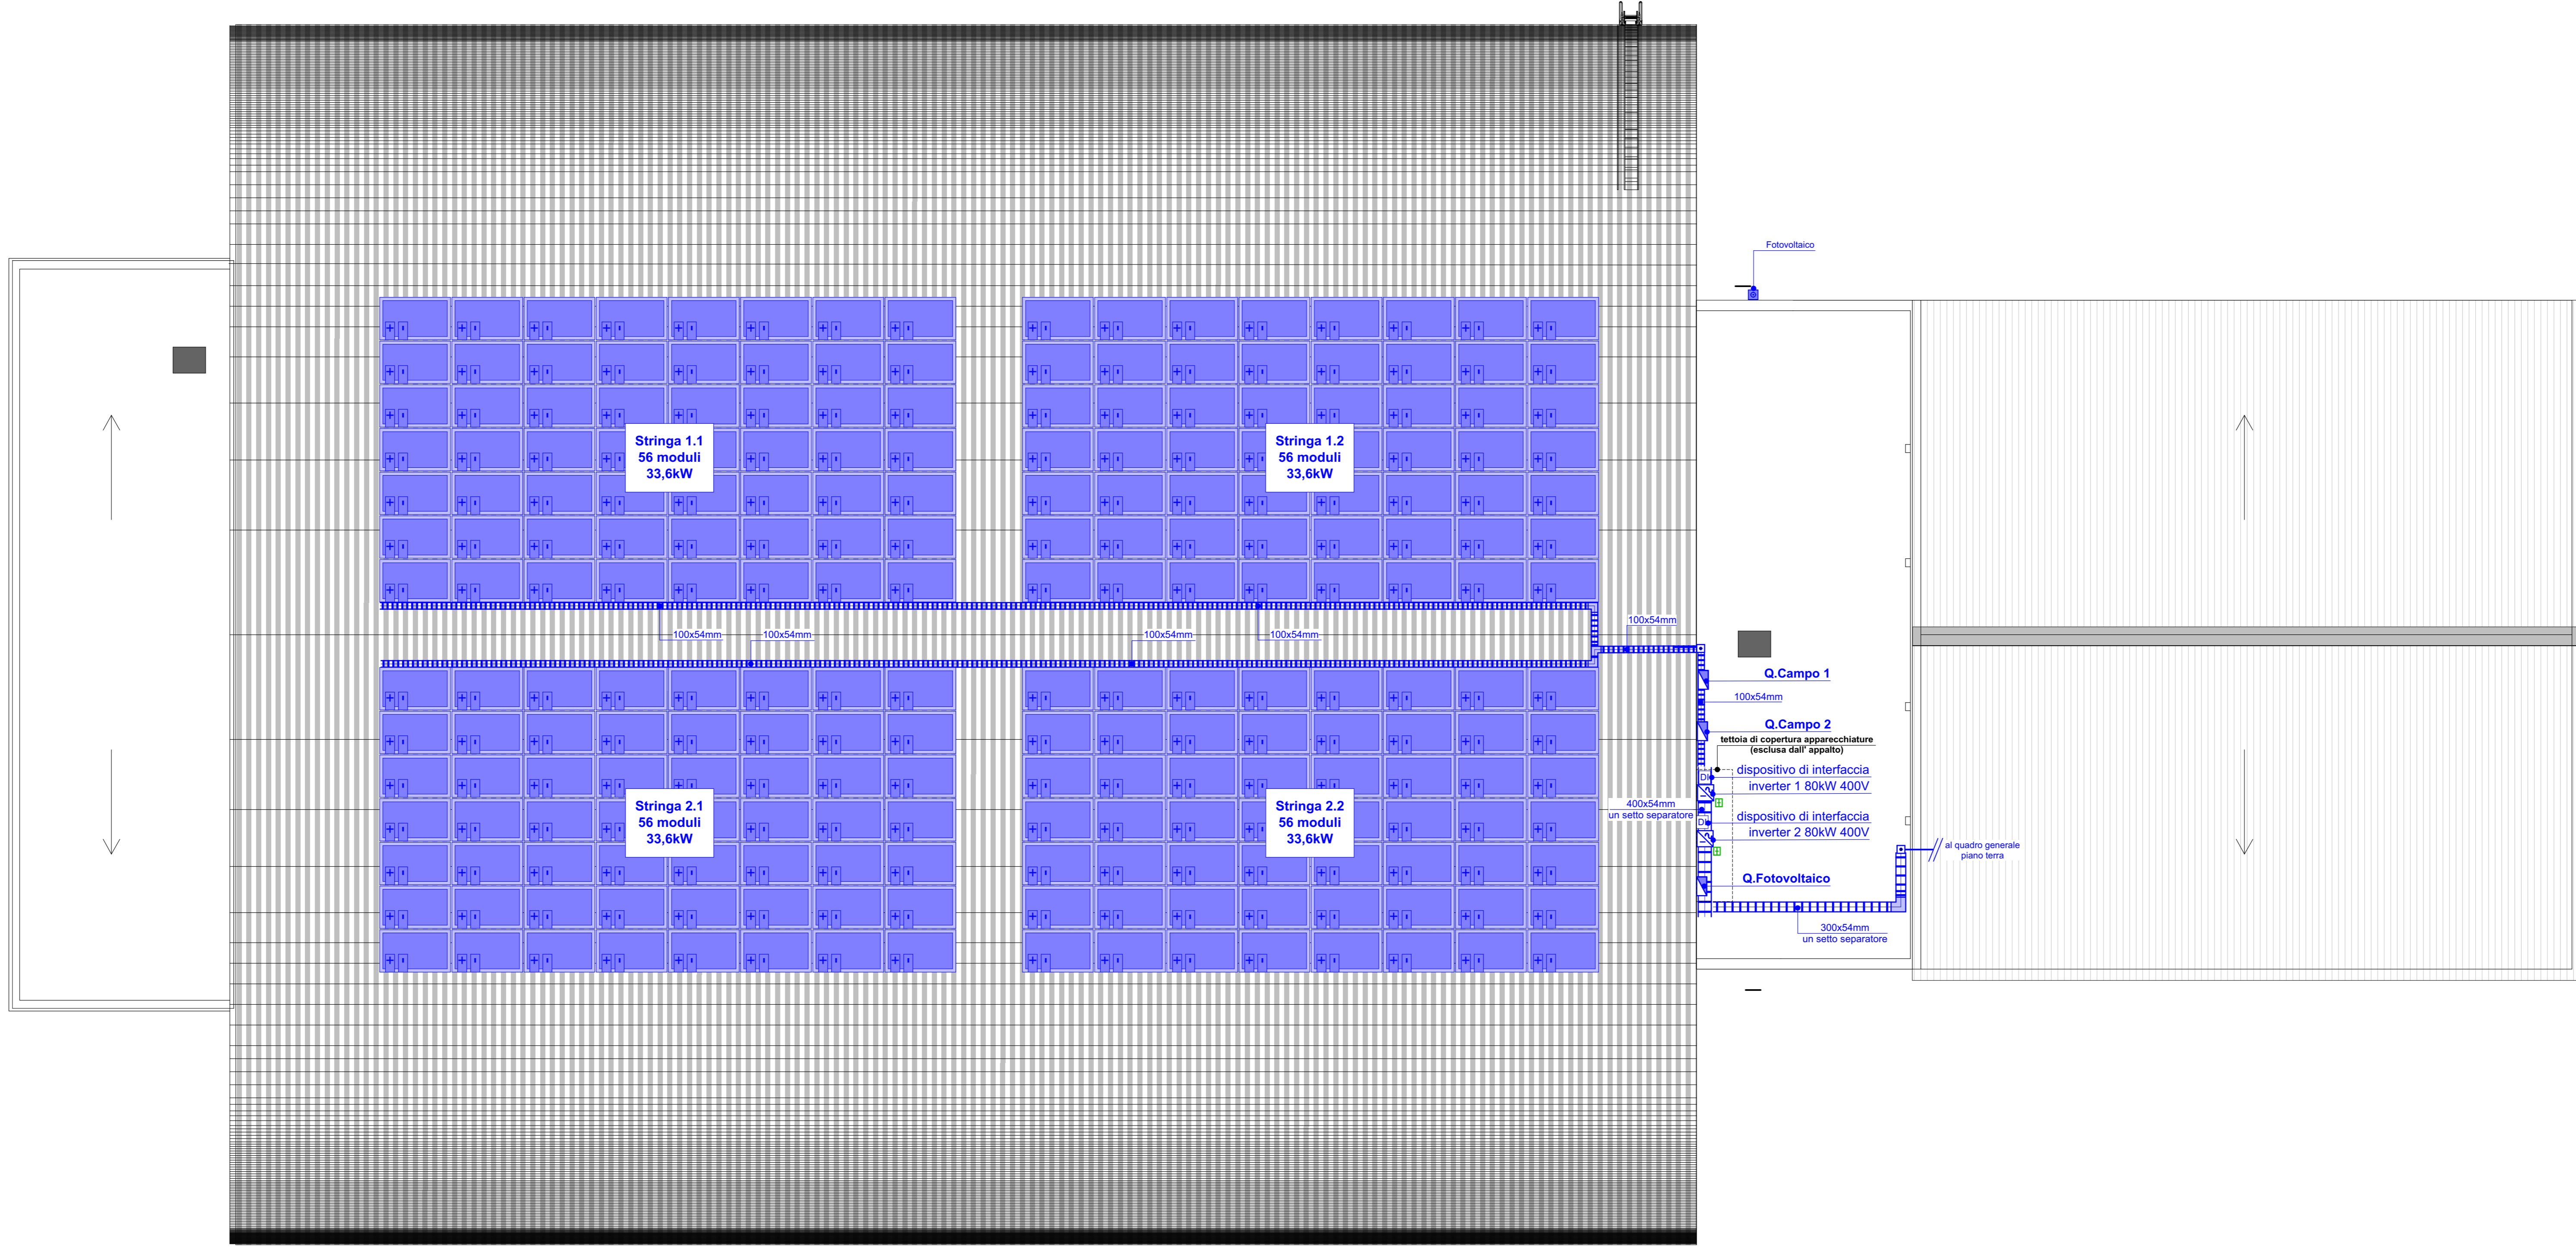 Fotovoltaico
Stringa 1.1
56 moduli
33,6kW
Stringa 1.2
56 moduli
33,6kW
100x54mm
100x54mm
100x54mm
100x54mm
100x54mm
Q.Campo 1
100x54mm
Q.Campo 2
tettoia di copertura apparecchiature
(esclusa dall' appalto)
DI
dispositivo di interfaccia
inverter 1 80kW 400V
400x54mm
un setto separatore
DI
dispositivo di interfaccia
inverter 2 80kW 400V
Stringa 2.1
56 moduli
33,6kW
Stringa 2.2
56 moduli
33,6kW
al quadro generale
piano terra
Q.Fotovoltaico
300x54mm
un setto separatore